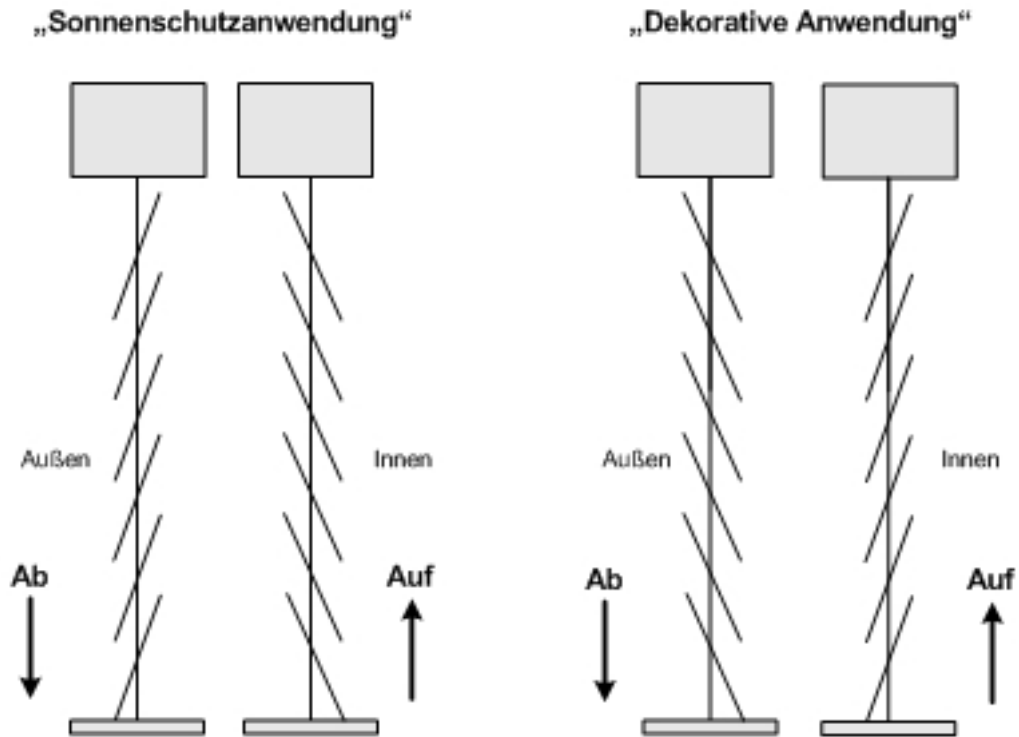 „Sonnenschutzanwendung“
„Dekorative Anwendung“
Außen
Innen
Ab
Auf
Außen
Innen
Ab
Auf